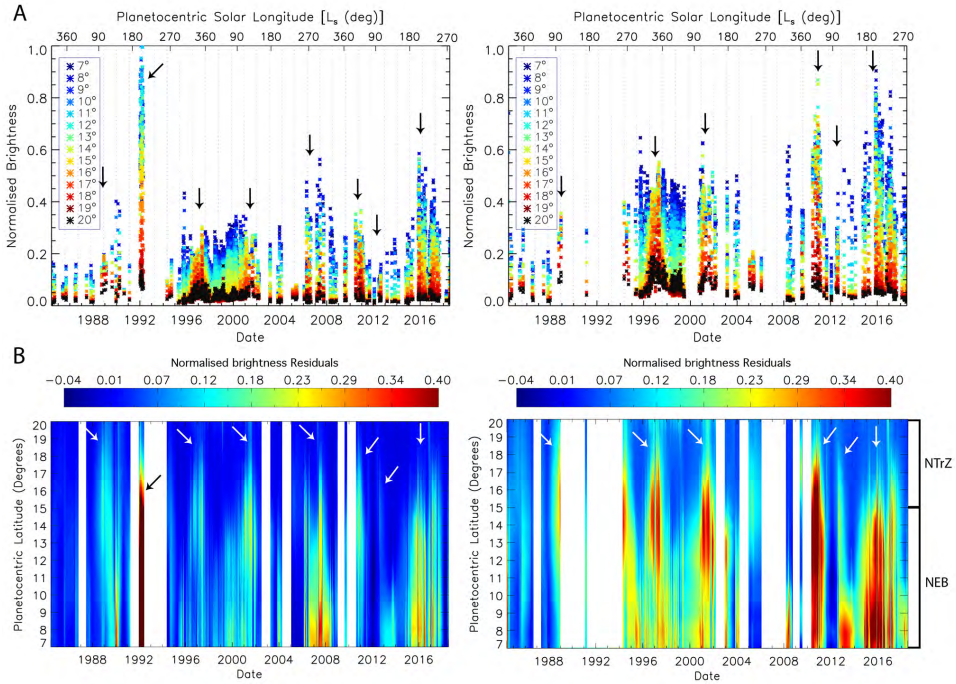 A
Planetocentric Solar Longitude [Ls (deg)]
360 90 180 270 360 90 180 270 360 90 180 270
1.0
0.8
0.6
0.4
0.2
0.0
Normalised Brightness
7°
8°
9°
10°
11°
12°
13°
14°
15°
16°
17°
18°
19°
20°
1988 1992 1996 2000 2004 2008 2012 2016
Date
Planetocentric Solar Longitude [Ls (deg)]
360 90 180 270 360 90 180 270 360 90 180 270
1.0
0.8
0.6
0.4
0.2
0.0
Normalised Brightness
7°
8°
9°
10°
11°
12°
13°
14°
15°
16°
17°
18°
19°
20°
1988 1992 1996 2000 2004 2008 2012 2016
Date
B
Normalised brightness Residuals
−0.04 0.01 0.07 0.12 0.18 0.23 0.29 0.34 0.40
20
19
18
17
16
15
14
13
12
11
10
9
8
7
Planetocentric Latitude (Degrees)
1988 1992 1996 2000 2004 2008 2012 2016
Date
Normalised brightness Residuals
−0.04 0.01 0.07 0.12 0.18 0.23 0.29 0.34 0.40
20
19
18
17
16
15
14
13
12
11
10
9
8
7
Planetocentric Latitude (Degrees)
1988 1992 1996 2000 2004 2008 2012 2016
Date
NTrZ
NEB